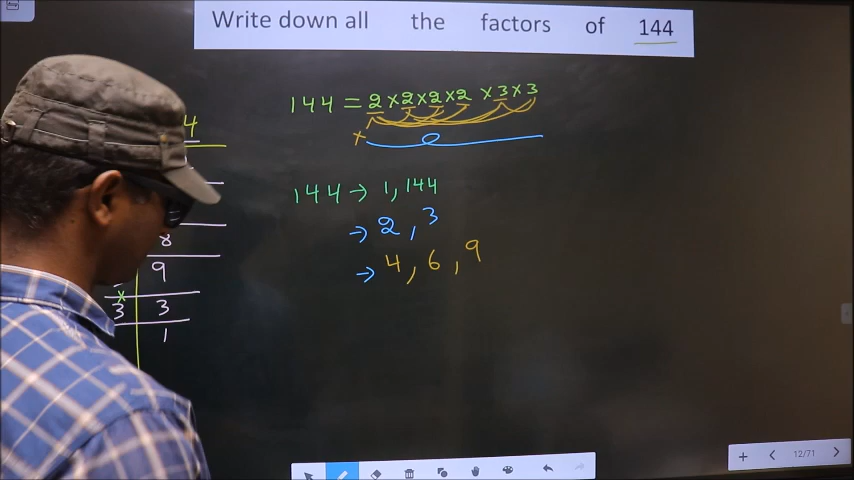 Write down all the factors of 144
144 = 2 × 2 × 2 × 2 × 3 × 3
×
144 → 1, 144
→ 2, 3
→ 4, 6, 9
4
8
9
3 3
1
12/71